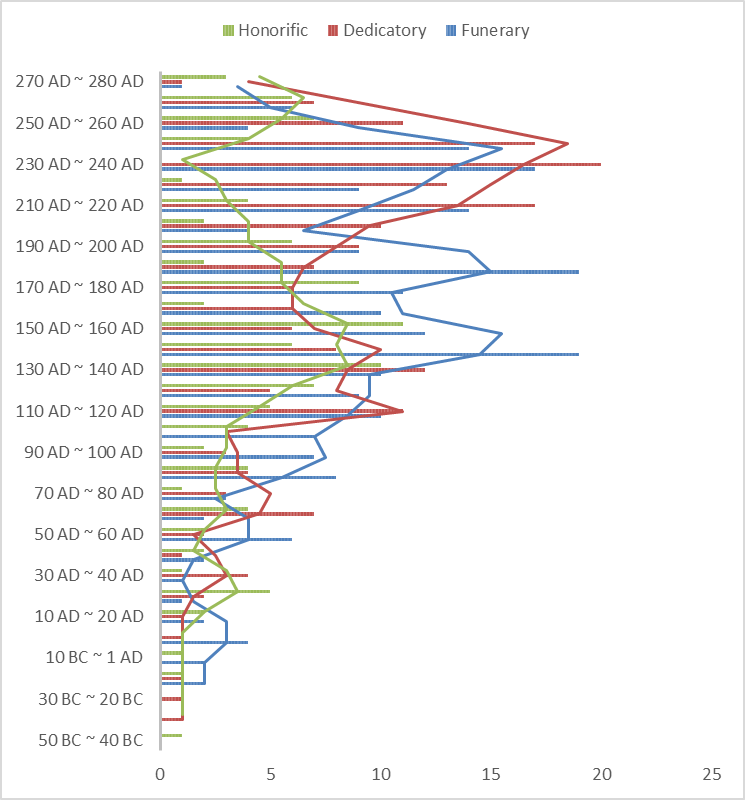 Honorific Dedicatory Funerary
270 AD ~ 280 AD
250 AD ~ 260 AD
230 AD ~ 240 AD
210 AD ~ 220 AD
190 AD ~ 200 AD
170 AD ~ 180 AD
150 AD ~ 160 AD
130 AD ~ 140 AD
110 AD ~ 120 AD
90 AD ~ 100 AD
70 AD ~ 80 AD
50 AD ~ 60 AD
30 AD ~ 40 AD
10 AD ~ 20 AD
10 BC ~ 1 AD
30 BC ~ 20 BC
50 BC ~ 40 BC
0 5 10 15 20 25